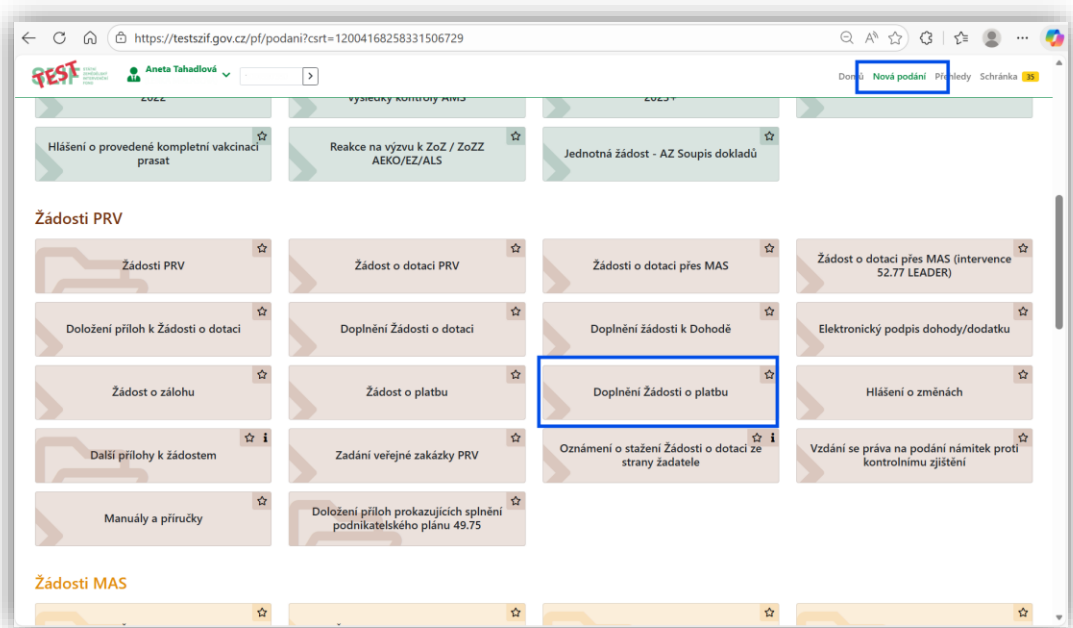 https://testszif.gov.cz/pf/podani?csrt=12004168258331506729
TEST
Aneta Tahadlová
Domů Nová podání Přehledy Schránka 35
2022
výsledky kontroly AMS
2023+
Hlášení o provedené kompletní vakcinaci
prasat
Reakce na výzvu k ZoZ / ZoZZ
AEKO/EZ/ALS
Jednotná žádost - AZ Soupis dokladů
Žádosti PRV
Žádosti PRV
Žádost o dotaci PRV
Žádosti o dotaci přes MAS
Žádost o dotaci přes MAS (intervence
52.77 LEADER)
Doložení příloh k Žádosti o dotaci
Doplnění Žádosti o dotaci
Doplnění žádosti k Dohodě
Elektronický podpis dohody/dodatku
Žádost o zálohu
Žádost o platbu
Doplnění Žádosti o platbu
Hlášení o změnách
Další přílohy k žádostem
Zadání veřejné zakázky PRV
Oznámení o stažení Žádosti o dotaci ze
strany žadatele
Vzdání se práva na podání námitek proti
kontrolnímu zjištění
Manuály a příručky
Doložení příloh prokazujících splnění
podnikatelského plánu 49.75
Žádosti MAS